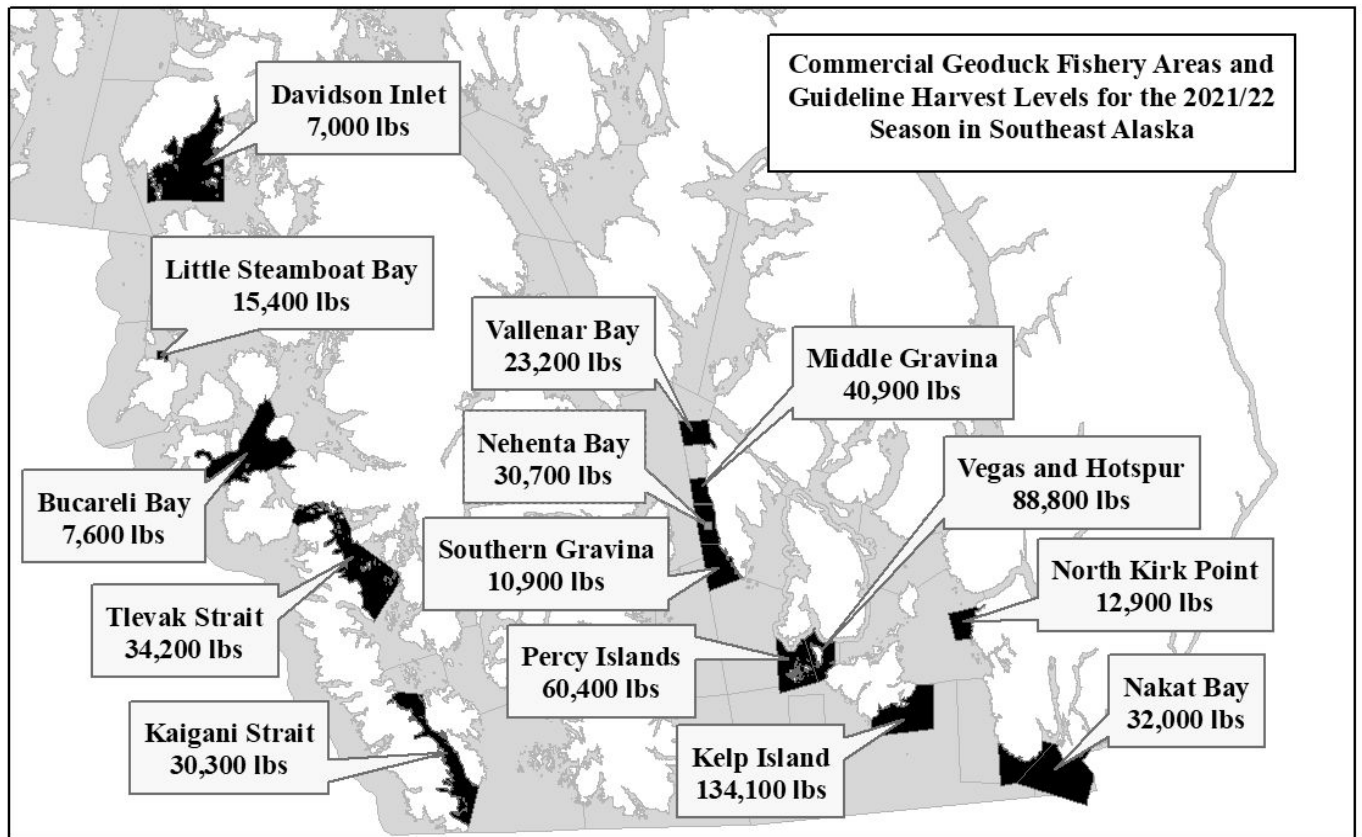 Commercial Geoduck Fishery Areas and
Guideline Harvest Levels for the 2021/22
Season in Southeast Alaska
Davidson Inlet
7,000 lbs
Little Steamboat Bay
15,400 lbs
Vallenar Bay
23,200 lbs
Middle Gravina
40,900 lbs
Nehenta Bay
30,700 lbs
Vegas and Hotspur
88,800 lbs
Bucareli Bay
7,600 lbs
Southern Gravina
10,900 lbs
North Kirk Point
12,900 lbs
Tlevak Strait
34,200 lbs
Percy Islands
60,400 lbs
Nakat Bay
32,000 lbs
Kaigani Strait
30,300 lbs
Kelp Island
134,100 lbs